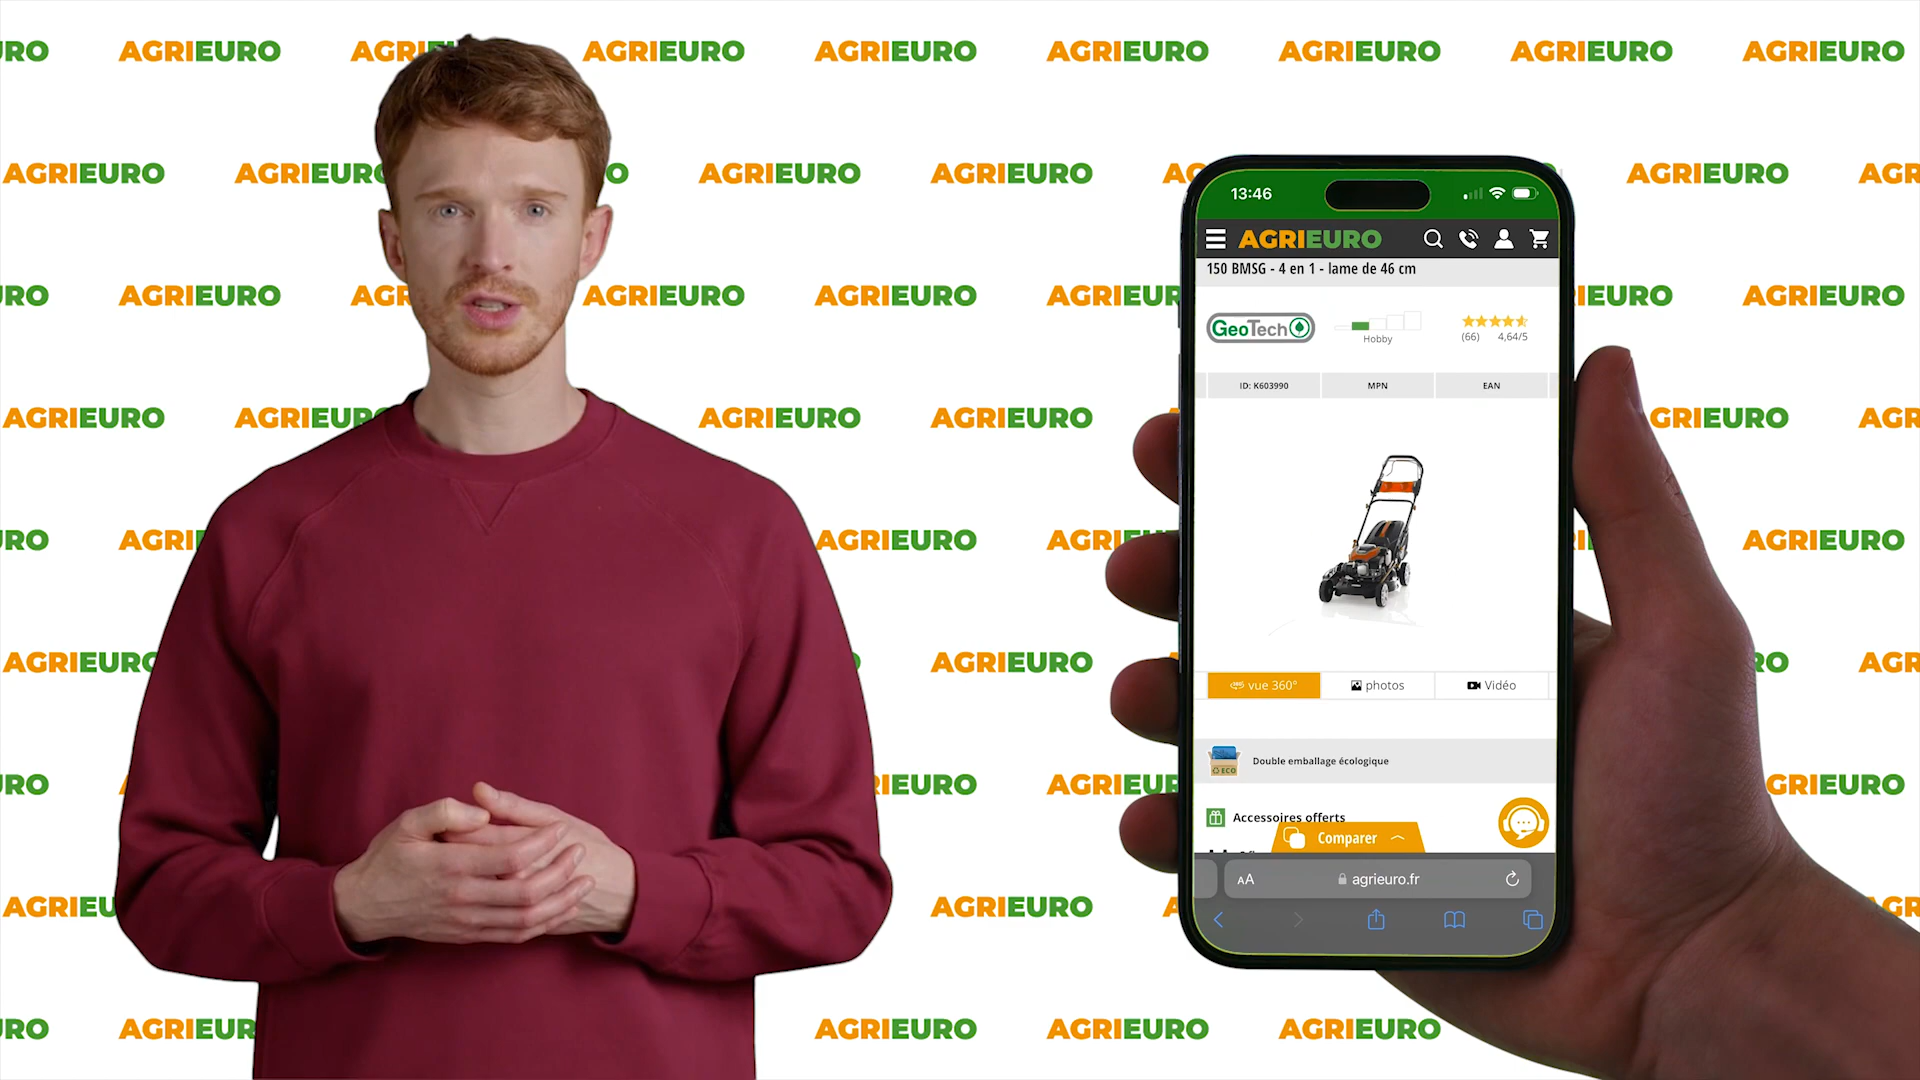 AGRIEURO
13:46
AGRIEURO
150 BMSG - 4 en 1 - lame de 46 cm
GeoTech
Hobby
(66) 4,64/5
ID: K603990 MPN EAN
vue 360° photos Vidéo
ECO
Double emballage écologique
Accessoires offerts
Comparer
AA agrieuro.fr